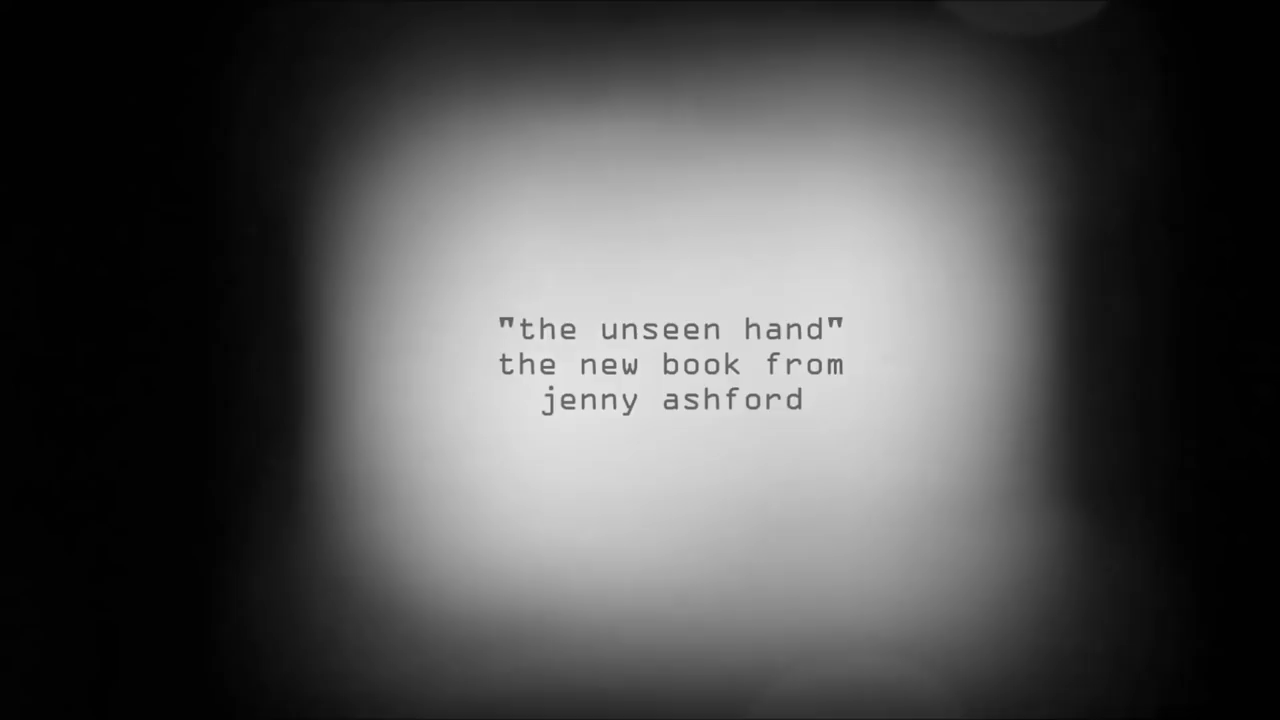 "the unseen hand"
the new book from
jenny ashford